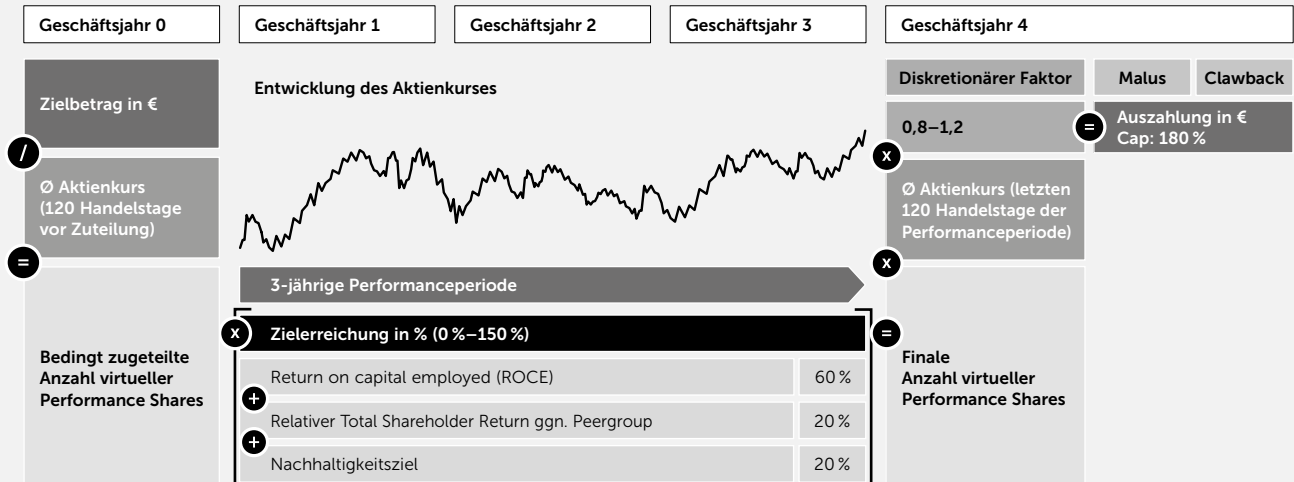 Geschäftsjahr 0
Geschäftsjahr 1
Geschäftsjahr 2
Geschäftsjahr 3
Geschäftsjahr 4
Zielbetrag in €
/
Ø Aktienkurs
(120 Handelstage
vor Zuteilung)
=
Bedingt zugeteilte
Anzahl virtueller
Performance Shares
Entwicklung des Aktienkurses
3-jährige Performanceperiode
x
Zielerreichung in % (0 %–150 %)
Return on capital employed (ROCE)
60 %
+
Relativer Total Shareholder Return ggn. Peergroup
20 %
+
Nachhaltigkeitsziel
20 %
Diskretionärer Faktor
0,8–1,2
x
Ø Aktienkurs (letzten
120 Handelstage der
Performanceperiode)
x
=
Finale
Anzahl virtueller
Performance Shares
Malus
Clawback
=
Auszahlung in €
Cap: 180 %